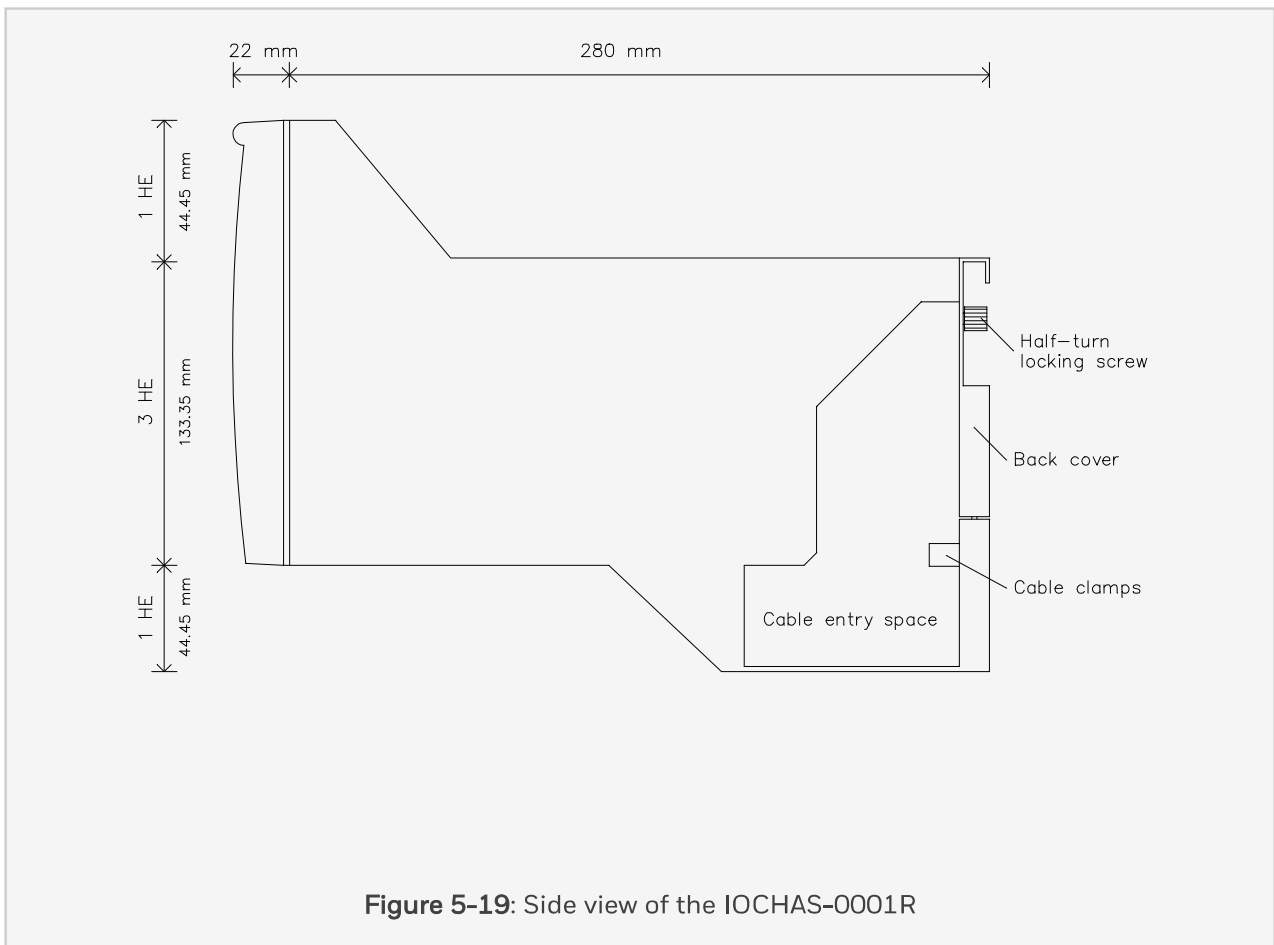 22 mm
280 mm
1 HE
44.45 mm
3 HE
133.35 mm
1 HE
44.45 mm
Half-turn
locking screw
Back cover
Cable clamps
Cable entry space
Figure 5-19: Side view of the IOCHAS-0001R